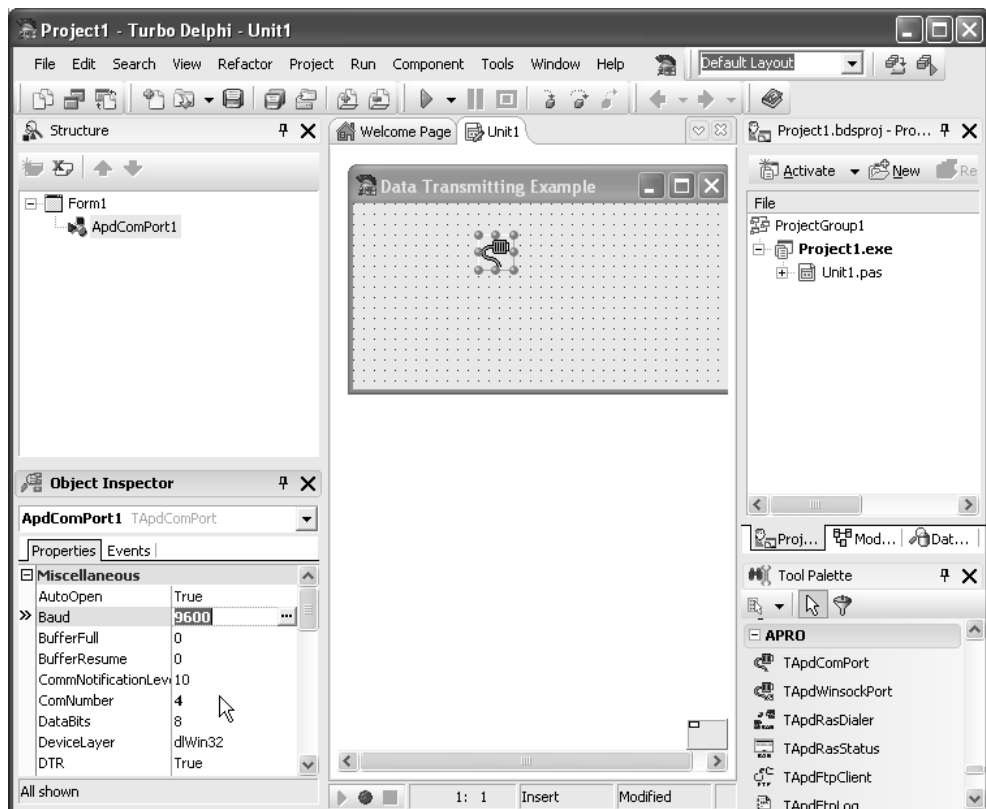 Project1 - Turbo Delphi - Unit1
File Edit Search View Refactor Project Run Component Tools Window Help
Default Layout
Structure
Form1
ApdComPort1
Object Inspector
ApdComPort1 TApdComPort
Properties Events
Miscellaneous
AutoOpen True
Baud 9600 ...
BufferFull 0
BufferResume 0
CommNotificationLev 10
ComNumber 4
DataBits 8
DeviceLayer dlWin32
DTR True
All shown
Welcome Page Unit1
Data Transmitting Example
1: 1 Insert Modified
Project1.bdsproj - Pro...
Activate New Re
File
ProjectGroup1
Project1.exe
Unit1.pas
Proj... Mod... Dat...
Tool Palette
APRO
TApdComPort
TApdWinsockPort
TApdRasDialer
TApdRasStatus
TApdFtpClient
TApdFtpLog